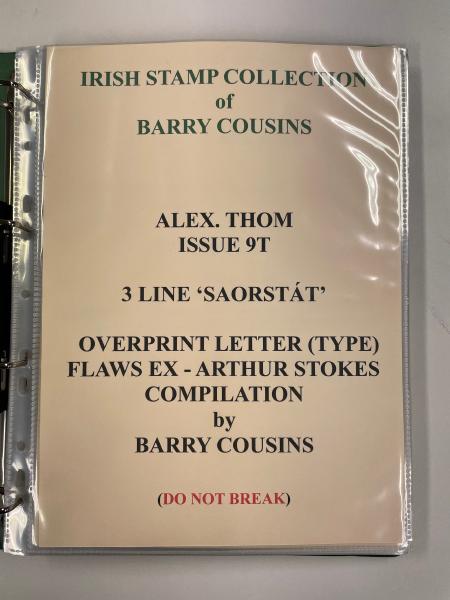 IRISH STAMP COLLECTION
of
BARRY COUSINS
ALEX. THOM
ISSUE 9T
3 LINE ‘SAORSTÁT’
OVERPRINT LETTER (TYPE)
FLAWS EX - ARTHUR STOKES
COMPILATION
by
BARRY COUSINS
(DO NOT BREAK)